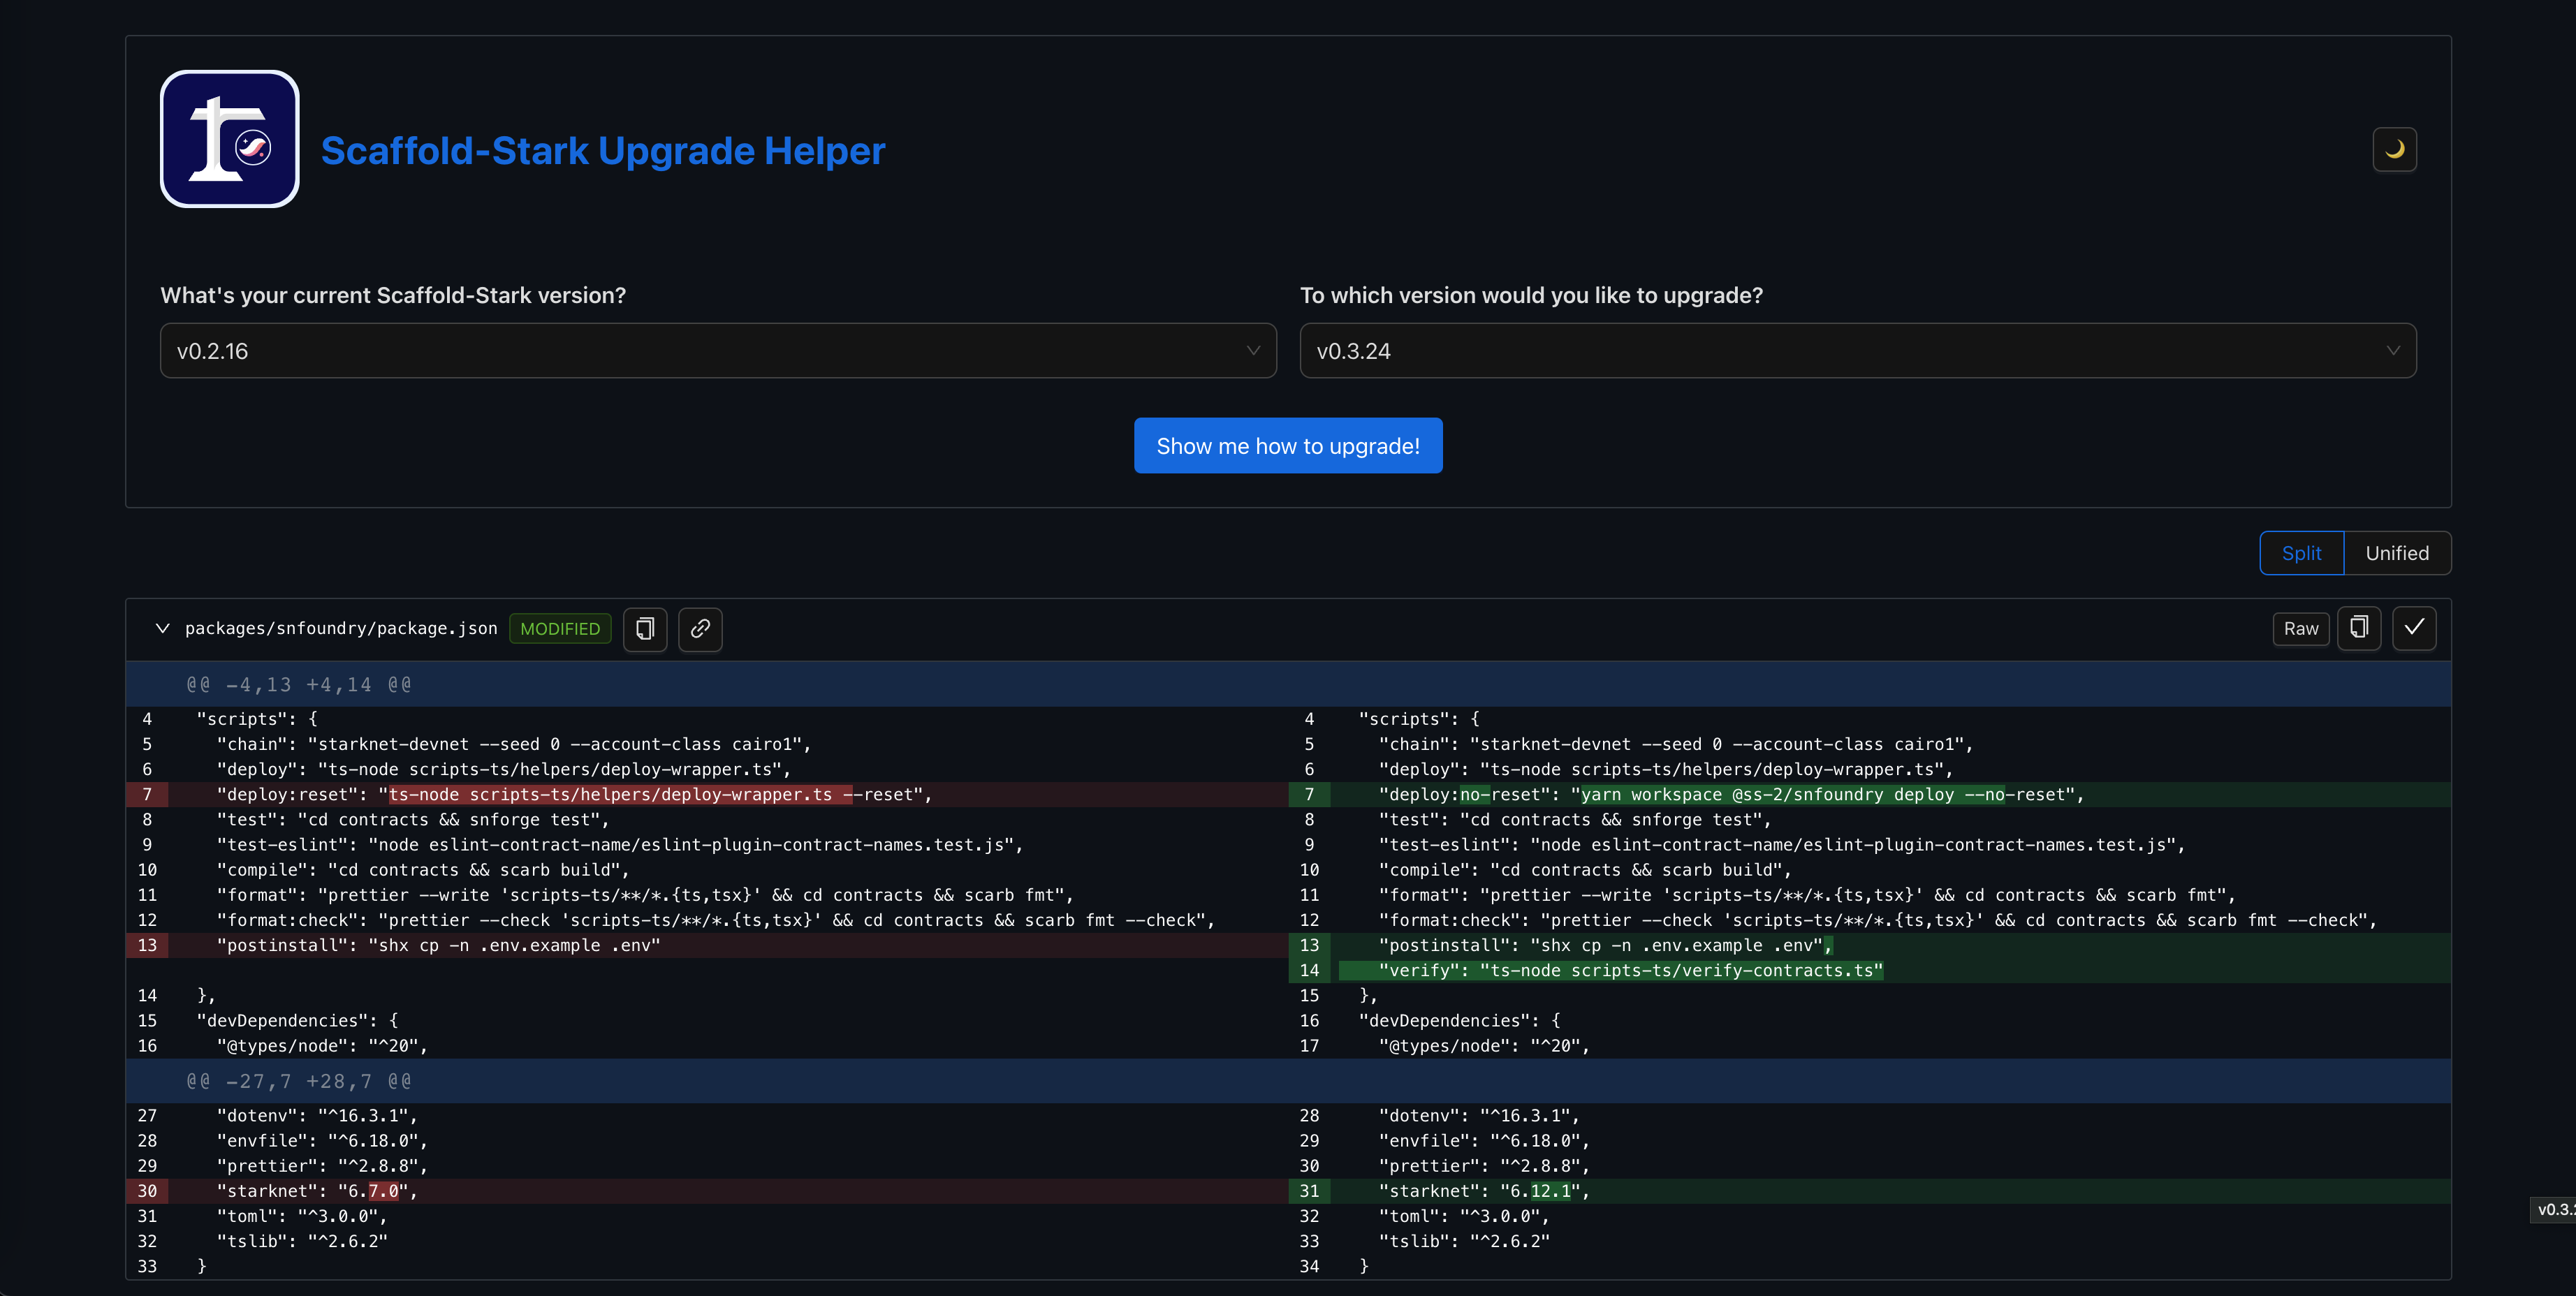 Scaffold-Stark Upgrade Helper
What's your current Scaffold-Stark version?
To which version would you like to upgrade?
v0.2.16
v0.3.24
Show me how to upgrade!
Split
Unified
packages/snfoundry/package.json
MODIFIED
Raw
@@ -4,13 +4,14 @@
4 "scripts": {
5 "chain": "starknet-devnet --seed 0 --account-class cairo1",
6 "deploy": "ts-node scripts-ts/helpers/deploy-wrapper.ts",
7 "deploy:reset": "ts-node scripts-ts/helpers/deploy-wrapper.ts --reset",
8 "test": "cd contracts && snforge test",
9 "test-eslint": "node eslint-contract-name/eslint-plugin-contract-names.test.js",
10 "compile": "cd contracts && scarb build",
11 "format": "prettier --write 'scripts-ts/**/*.{ts,tsx}' && cd contracts && scarb fmt",
12 "format:check": "prettier --check 'scripts-ts/**/*.{ts,tsx}' && cd contracts && scarb fmt --check",
13 "postinstall": "shx cp -n .env.example .env"
14 },
15 "devDependencies": {
16 "@types/node": "^20",
4 "scripts": {
5 "chain": "starknet-devnet --seed 0 --account-class cairo1",
6 "deploy": "ts-node scripts-ts/helpers/deploy-wrapper.ts",
7 "deploy:no-reset": "yarn workspace @ss-2/snfoundry deploy --no-reset",
8 "test": "cd contracts && snforge test",
9 "test-eslint": "node eslint-contract-name/eslint-plugin-contract-names.test.js",
10 "compile": "cd contracts && scarb build",
11 "format": "prettier --write 'scripts-ts/**/*.{ts,tsx}' && cd contracts && scarb fmt",
12 "format:check": "prettier --check 'scripts-ts/**/*.{ts,tsx}' && cd contracts && scarb fmt --check",
13 "postinstall": "shx cp -n .env.example .env",
14 "verify": "ts-node scripts-ts/verify-contracts.ts"
15 },
16 "devDependencies": {
17 "@types/node": "^20",
@@ -27,7 +28,7 @@
27 "dotenv": "^16.3.1",
28 "envfile": "^6.18.0",
29 "prettier": "^2.8.8",
30 "starknet": "6.7.0",
31 "toml": "^3.0.0",
32 "tslib": "^2.6.2"
33 }
28 "dotenv": "^16.3.1",
29 "envfile": "^6.18.0",
30 "prettier": "^2.8.8",
31 "starknet": "6.12.1",
32 "toml": "^3.0.0",
33 "tslib": "^2.6.2"
34 }